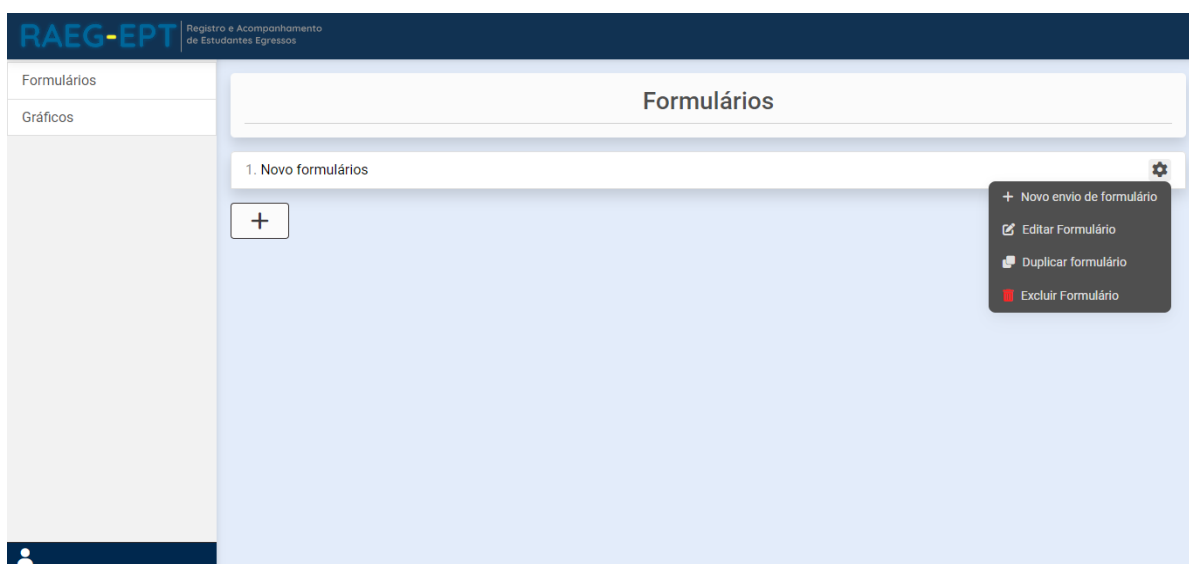 RAEG-EPT
Registro e Acompanhamento
de Estudantes Egressos
Formulários
Gráficos
Formulários
1. Novo formulários
+ Novo envio de formulário
Editar Formulário
Duplicar formulário
Excluir Formulário
+